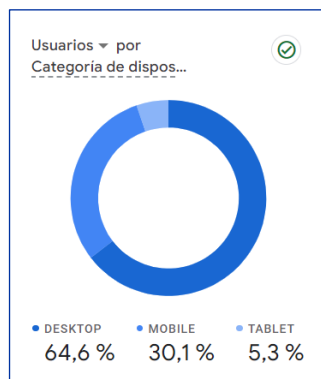 Usuarios por
Categoría de dispos...
DESKTOP MOBILE TABLET
64,6 % 30,1 % 5,3 %